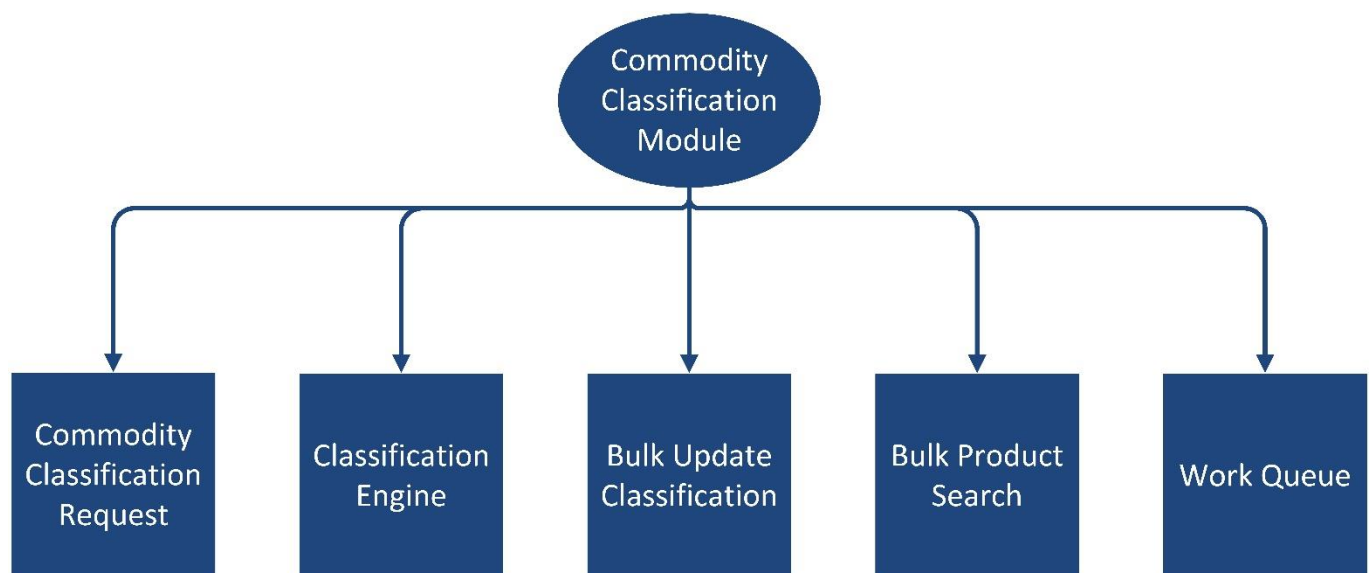 Commodity
Classification
Module
Commodity
Classification
Request
Classification
Engine
Bulk Update
Classification
Bulk Product
Search
Work Queue